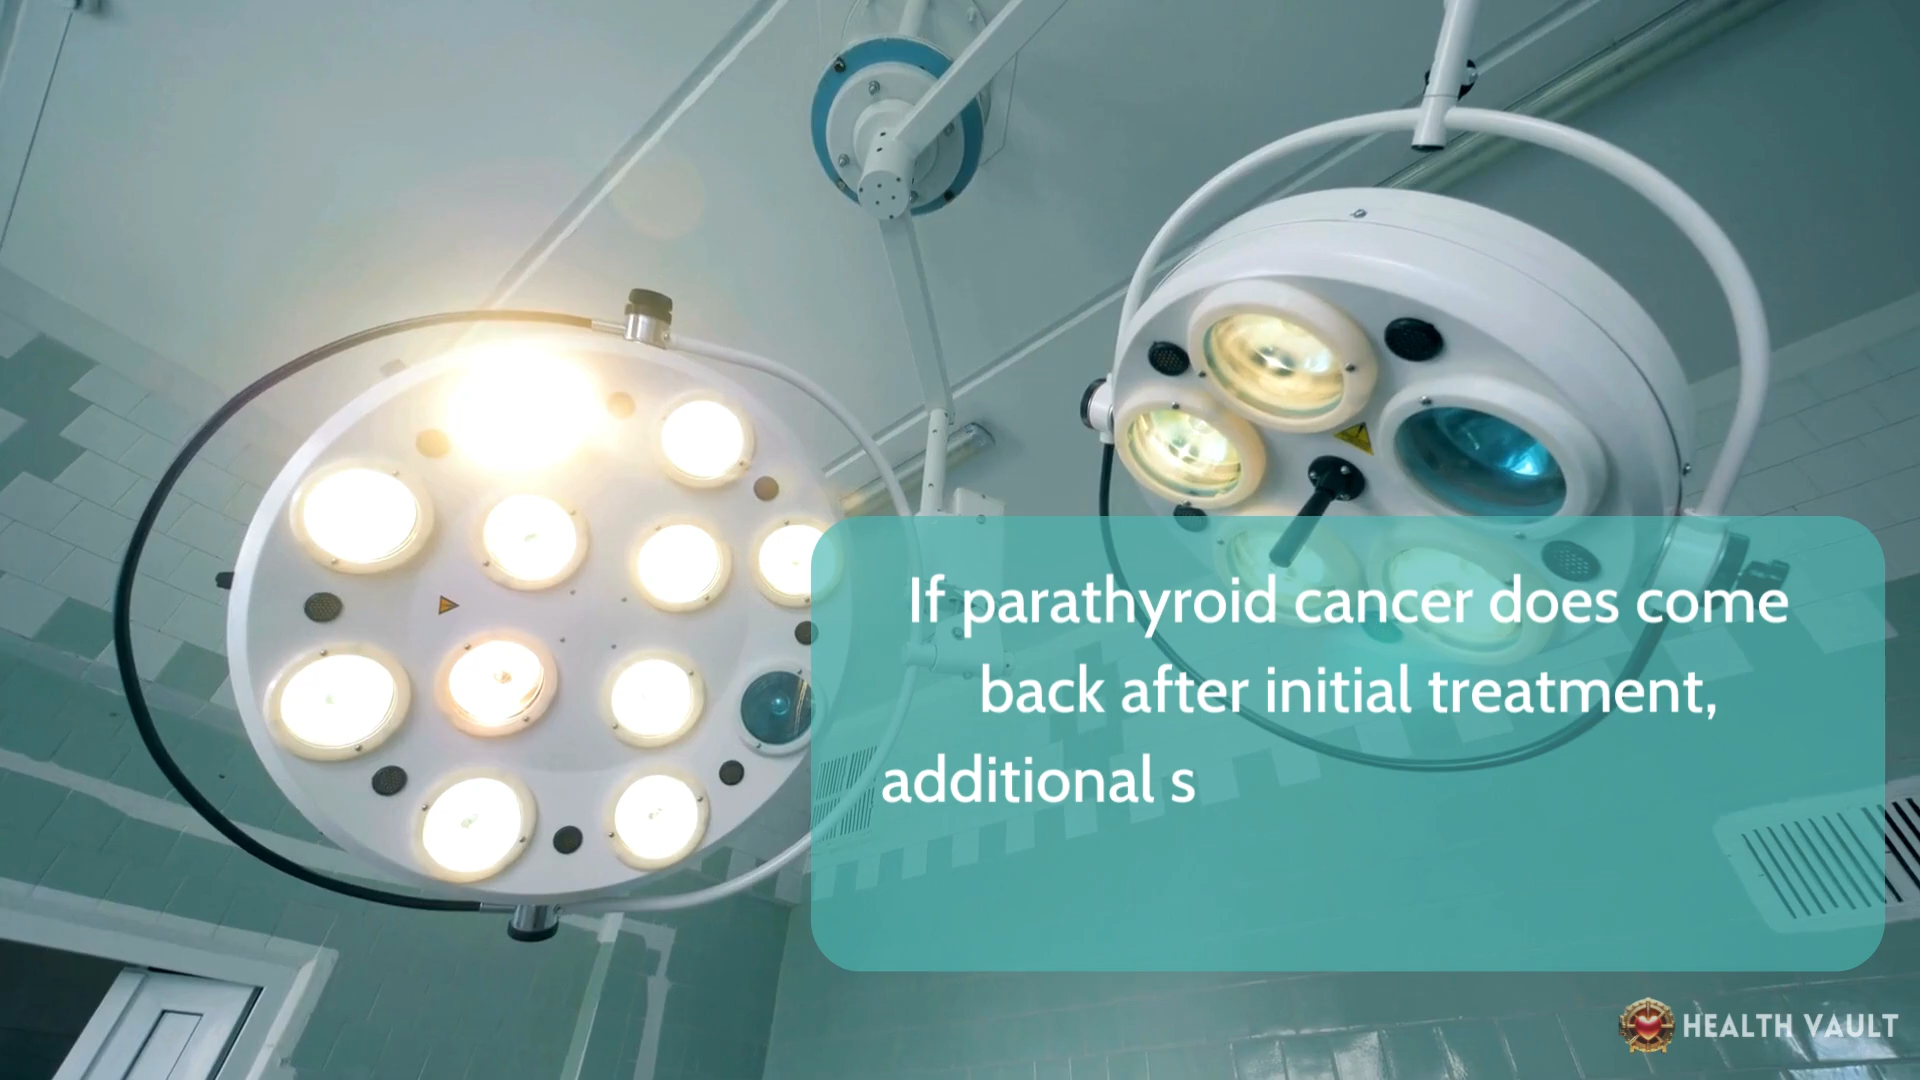 If parathyroid cancer does come
back after initial treatment,
additional s
HEALTH VAULT